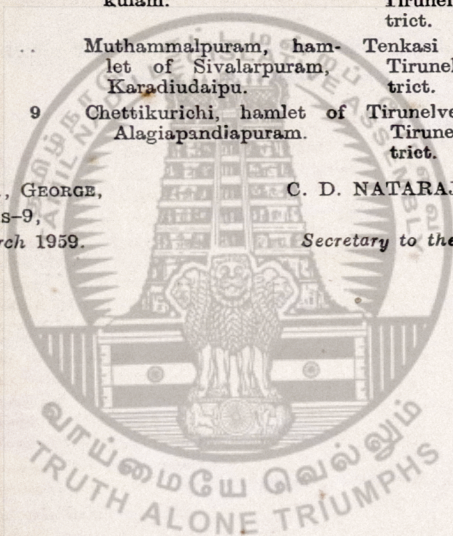 kulam.
trict.
.. Muthammalpuram, ham- Tenkasi
let of Sivalarpuram, Tirunel
Karadiudaipu. trict.
9 Chettikurichi, hamlet of Tirunelve
Alagiapandiapuram. Tirune
trict.
GEORGE, C. D. NATARAJ
s-9,
rch 1959. Secretary to the
வாய்மையே வெல்லும்
TRUTH ALONE TRIUMPHS